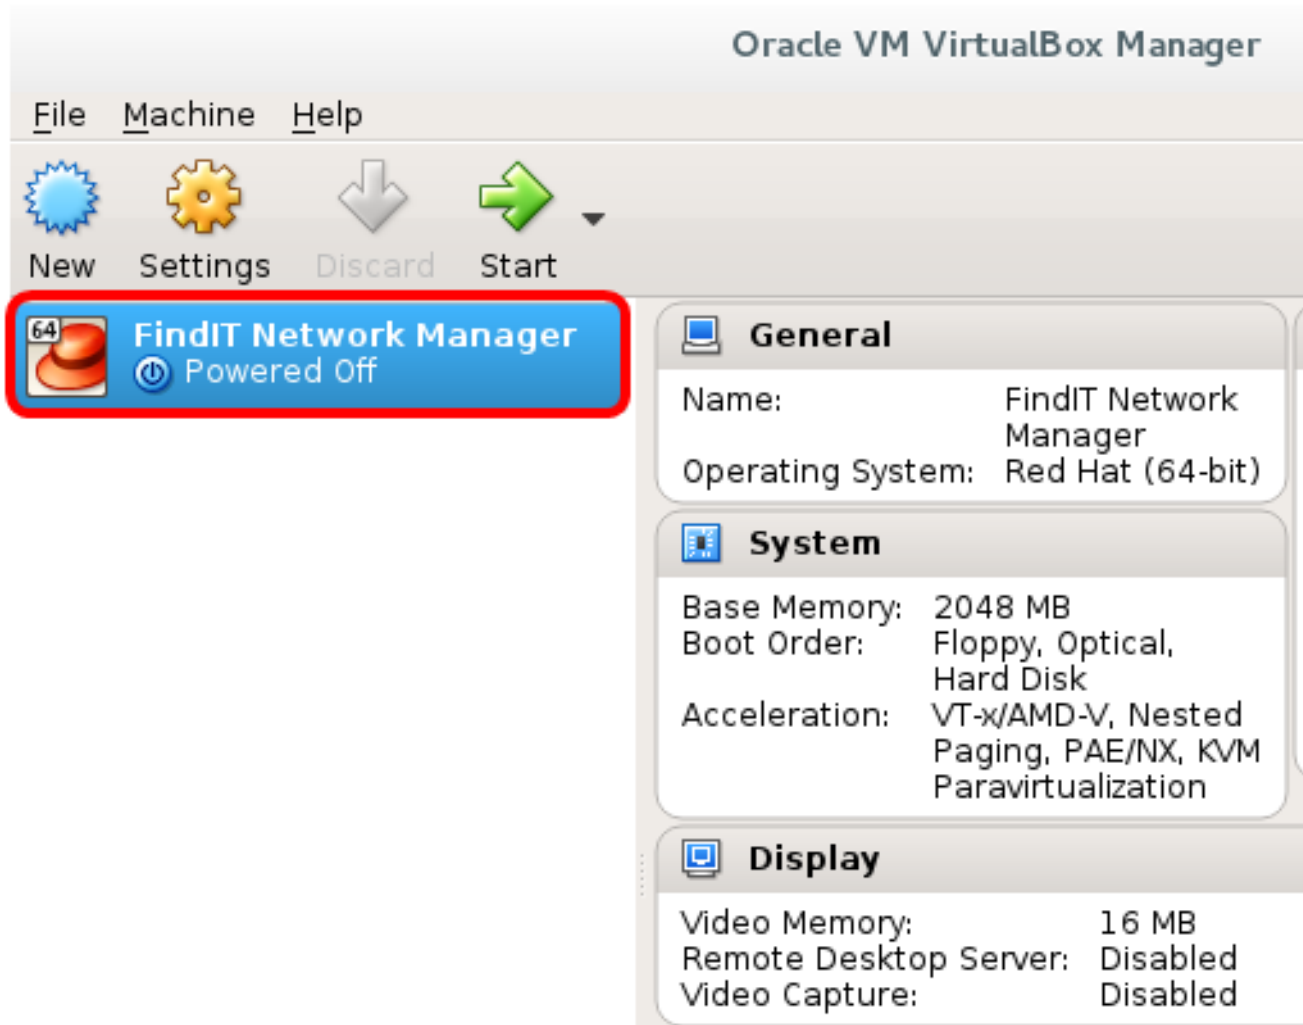 Oracle VM VirtualBox Manager
File Machine Help
New Settings Discard Start
64
FindIT Network Manager
Powered Off
General
Name: FindIT Network
Manager
Operating System: Red Hat (64-bit)
System
Base Memory: 2048 MB
Boot Order: Floppy, Optical,
Hard Disk
Acceleration: VT-x/AMD-V, Nested
Paging, PAE/NX, KVM
Paravirtualization
Display
Video Memory: 16 MB
Remote Desktop Server: Disabled
Video Capture: Disabled